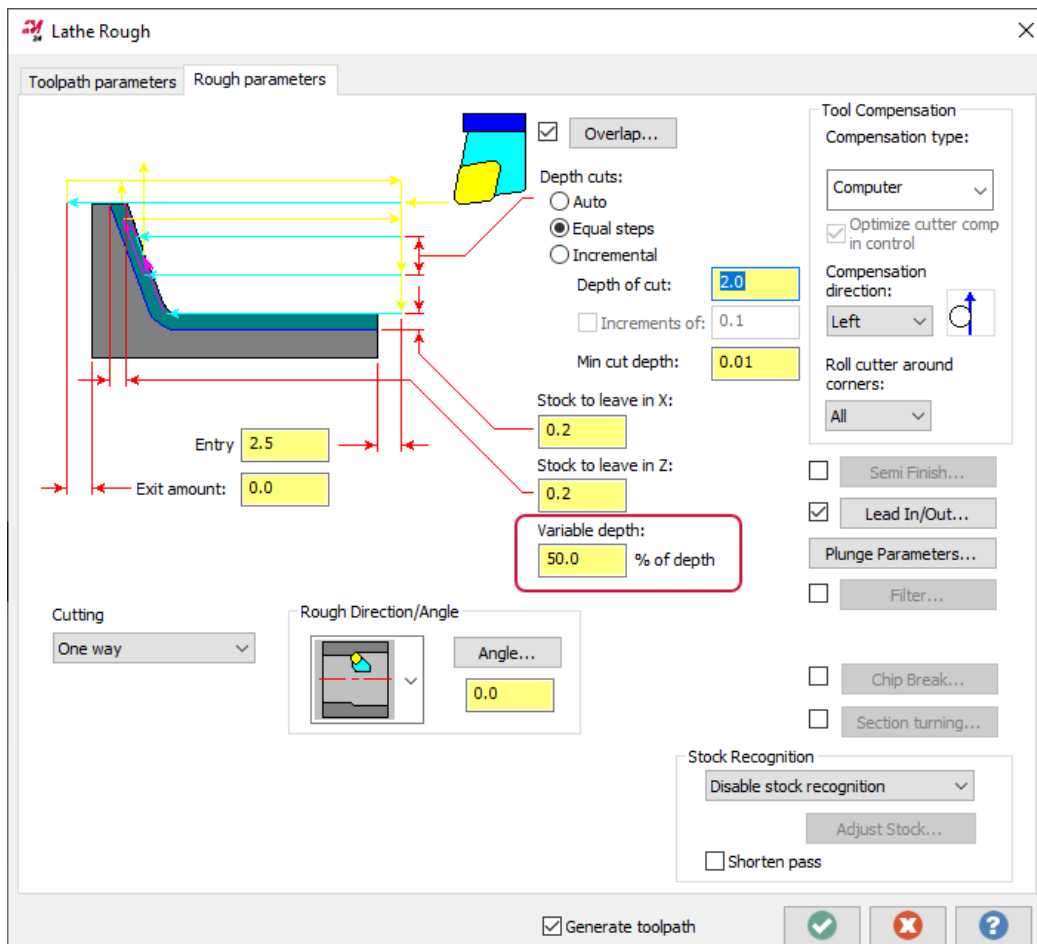 Lathe Rough
Toolpath parameters
Rough parameters
Overlap...
Depth cuts:
Auto
Equal steps
Incremental
Depth of cut:
2.0
Increments of:
0.1
Min cut depth:
0.01
Stock to leave in X:
0.2
Stock to leave in Z:
0.2
Variable depth:
50.0
% of depth
Entry
2.5
Exit amount:
0.0
Tool Compensation
Compensation type:
Computer
Optimize cutter comp
in control
Compensation
direction:
Left
Roll cutter around
corners:
All
Semi Finish...
Lead In/Out...
Plunge Parameters...
Filter...
Cutting
One way
Rough Direction/Angle
Angle...
0.0
Chip Break...
Section turning...
Stock Recognition
Disable stock recognition
Adjust Stock...
Shorten pass
Generate toolpath
?